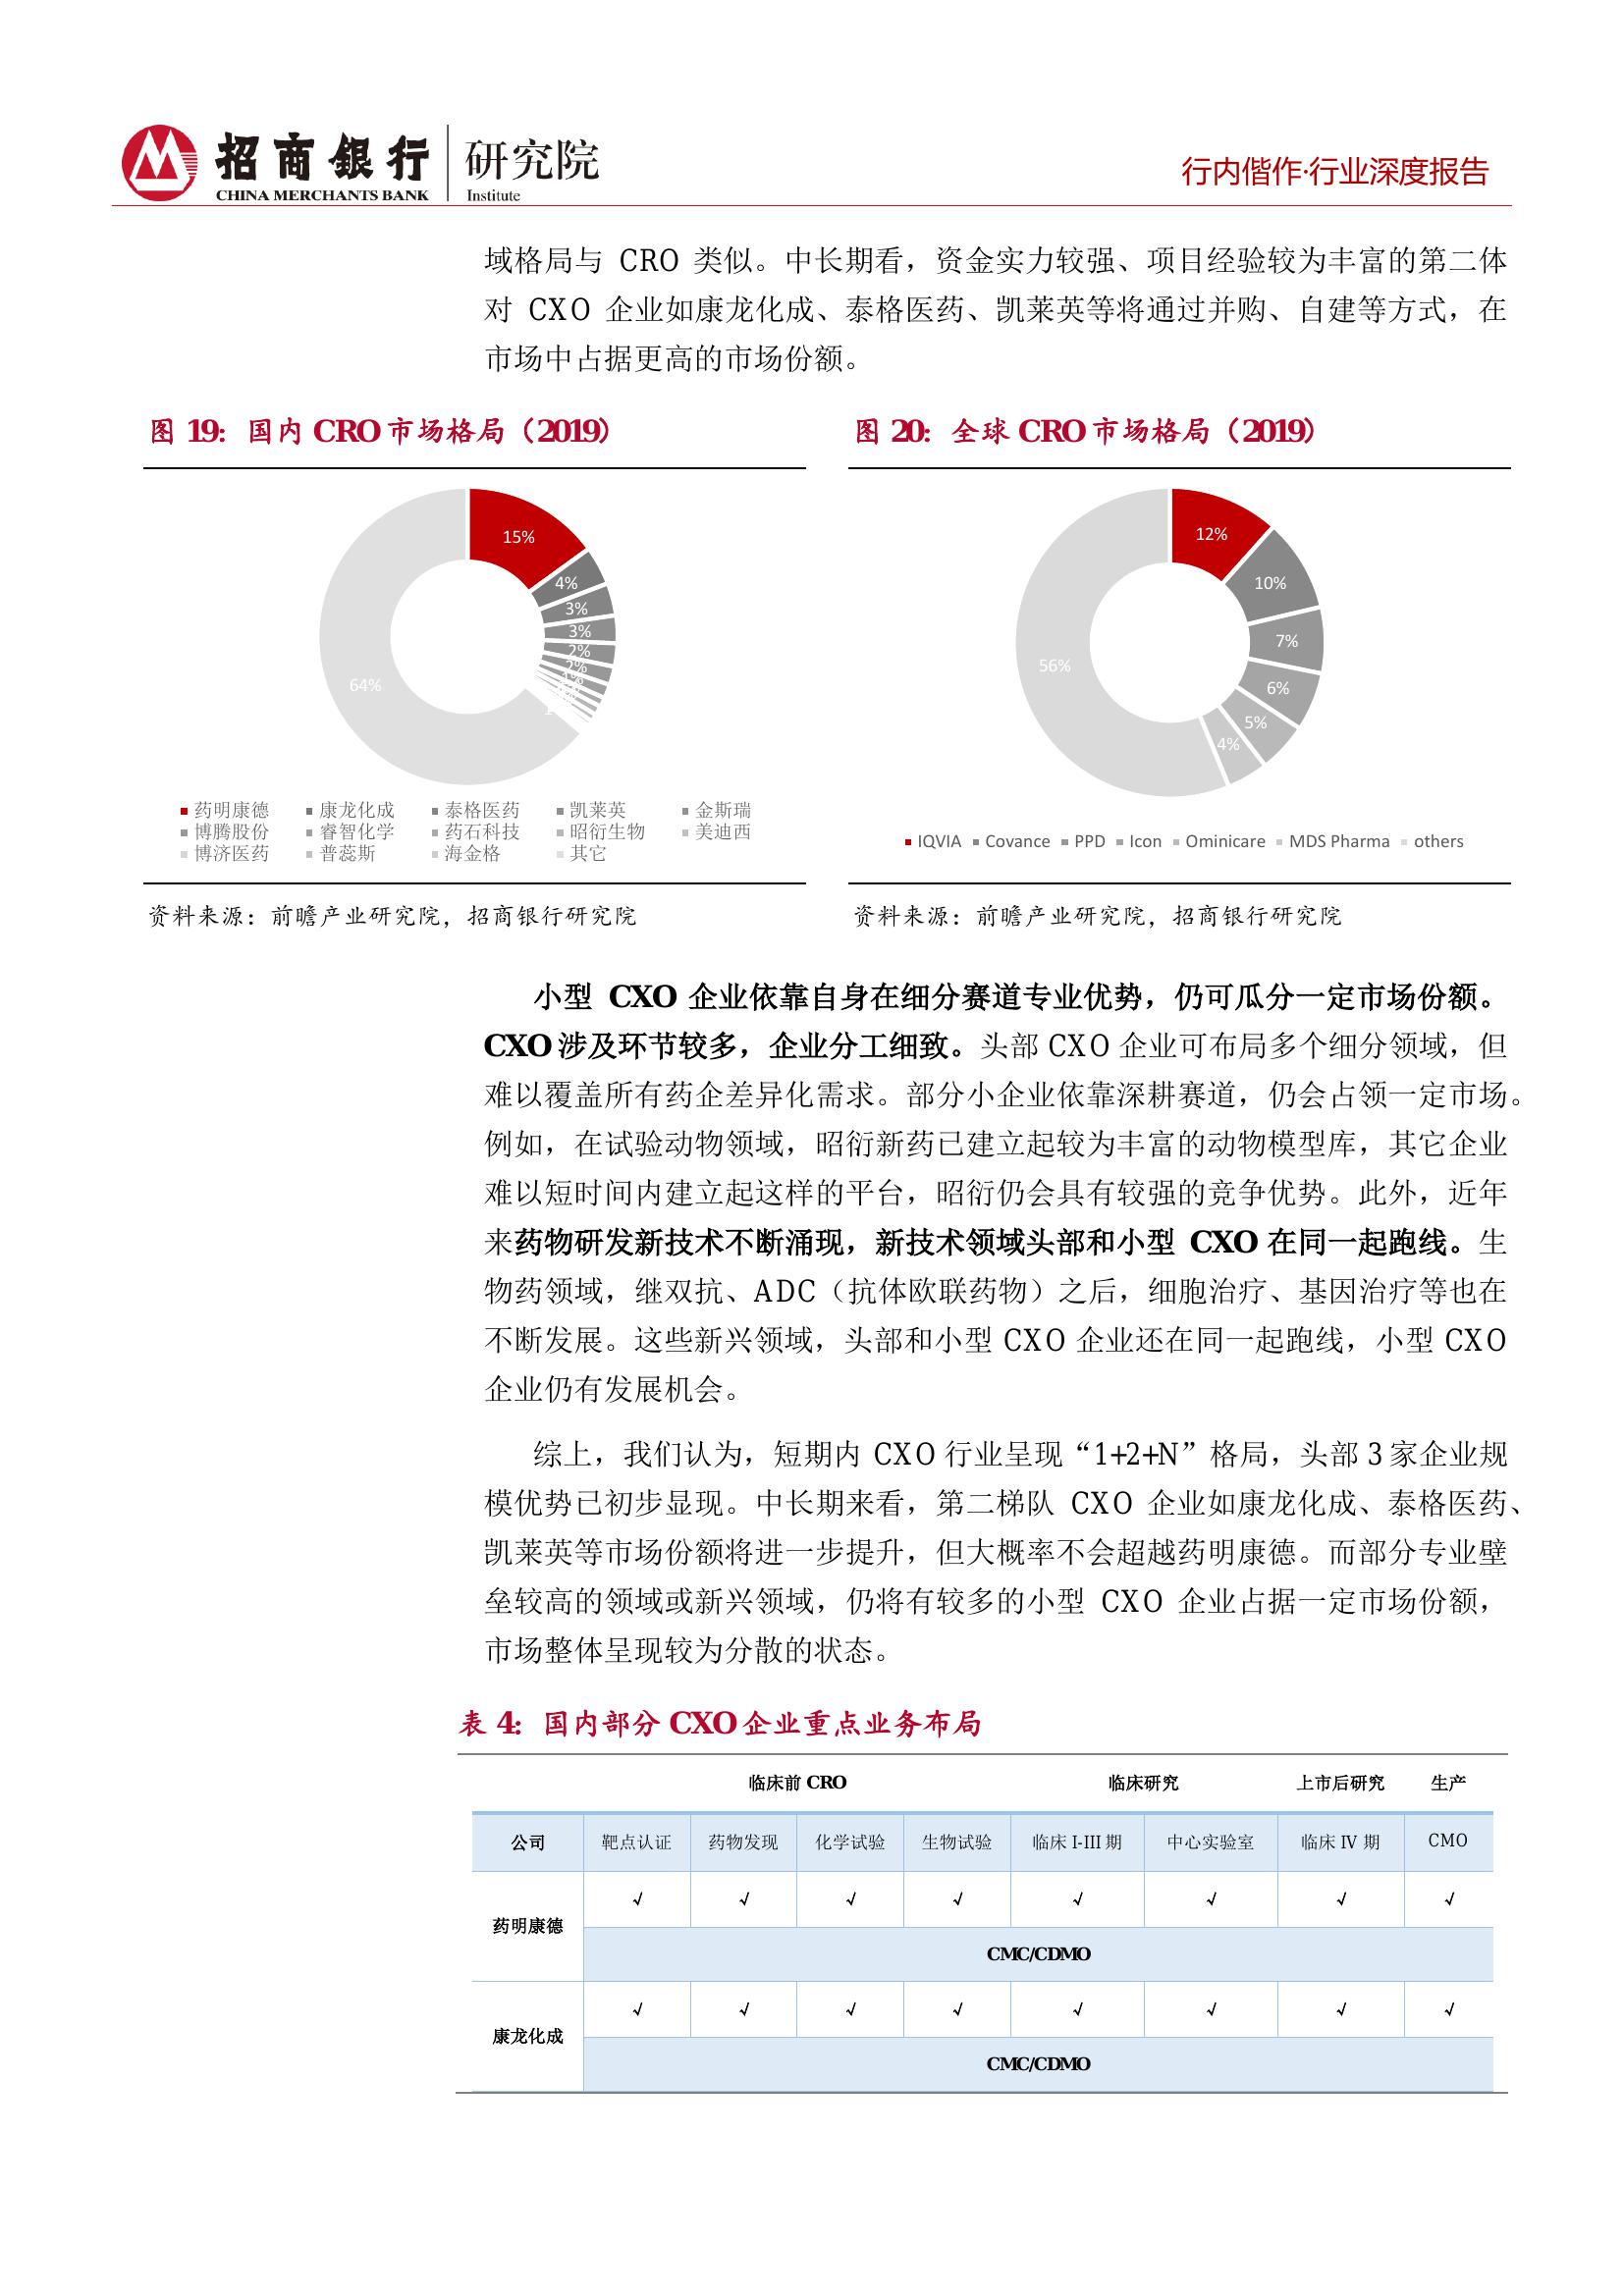 招商银行 研究院
CHINA MERCHANTS BANK Institute
行内偕作·行业深度报告
域格局与 CRO 类似。中长期看，资金实力较强、项目经验较为丰富的第二体
对 CXO 企业如康龙化成、泰格医药、凯莱英等将通过并购、自建等方式，在
市场中占据更高的市场份额。
图 19：国内 CRO 市场格局（2019）
15%
4%
3%
3%
2%
2%
64%
药明康德 康龙化成 泰格医药 凯莱英 金斯瑞
博腾股份 睿智化学 药石科技 昭衍生物 美迪西
博济医药 普蕊斯 海金格 其它
资料来源：前瞻产业研究院，招商银行研究院
图 20：全球 CRO 市场格局（2019）
12%
10%
7%
6%
5%
4%
56%
IQVIA Covance PPD Icon Ominicare MDS Pharma others
资料来源：前瞻产业研究院，招商银行研究院
小型 CXO 企业依靠自身在细分赛道专业优势，仍可瓜分一定市场份额。
CXO 涉及环节较多，企业分工细致。头部 CXO 企业可布局多个细分领域，但
难以覆盖所有药企差异化需求。部分小企业依靠深耕赛道，仍会占领一定市场。
例如，在试验动物领域，昭衍新药已建立起较为丰富的动物模型库，其它企业
难以短时间内建立起这样的平台，昭衍仍会具有较强的竞争优势。此外，近年
来药物研发新技术不断涌现，新技术领域头部和小型 CXO 在同一起跑线。生
物药领域，继双抗、ADC（抗体欧联药物）之后，细胞治疗、基因治疗等也在
不断发展。这些新兴领域，头部和小型 CXO 企业还在同一起跑线，小型 CXO
企业仍有发展机会。
综上，我们认为，短期内 CXO 行业呈现“1+2+N”格局，头部 3 家企业规
模优势已初步显现。中长期来看，第二梯队 CXO 企业如康龙化成、泰格医药、
凯莱英等市场份额将进一步提升，但大概率不会超越药明康德。而部分专业壁
垒较高的领域或新兴领域，仍将有较多的小型 CXO 企业占据一定市场份额，
市场整体呈现较为分散的状态。
表 4：国内部分 CXO 企业重点业务布局
临床前 CRO 临床研究 上市后研究 生产
公司 靶点认证 药物发现 化学试验 生物试验 临床 I-III 期 中心实验室 临床 IV 期 CMO
药明康德 √ √ √ √ √ √ √ √
CMC/CDMO
康龙化成 √ √ √ √ √ √ √ √
CMC/CDMO